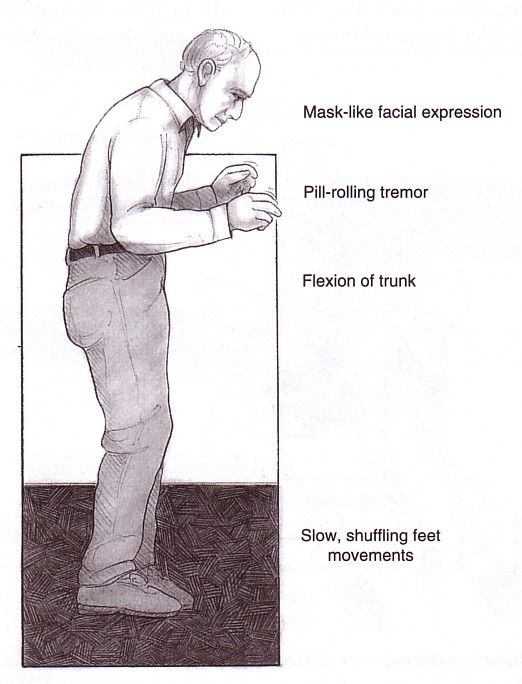 Mask-like facial expression
Pill-rolling tremor
Flexion of trunk
Slow, shuffling feet
movements